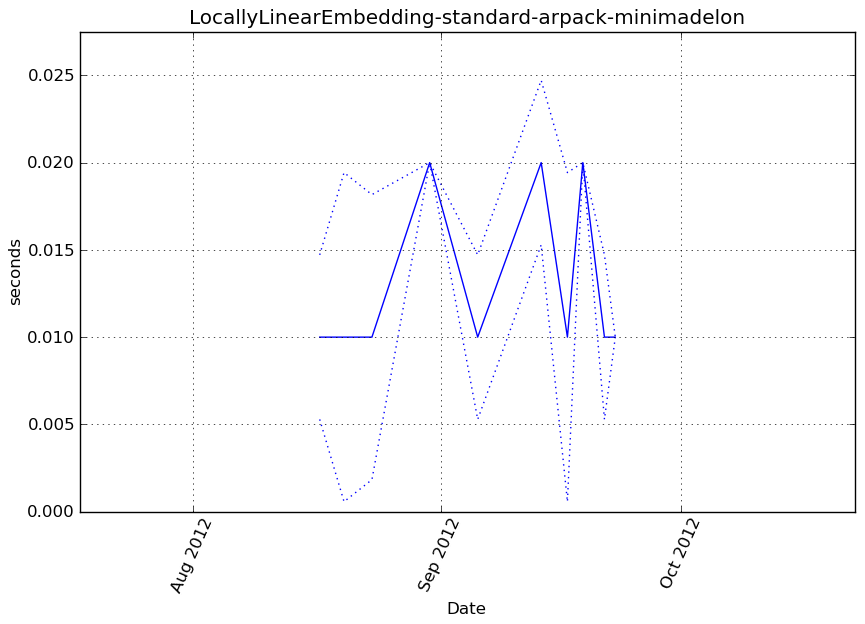 LocallyLinearEmbedding-standard-arpack-minimadelon
0.025
0.020
0.015
0.010
0.005
0.000
seconds
Aug 2012
Sep 2012
Oct 2012
Date